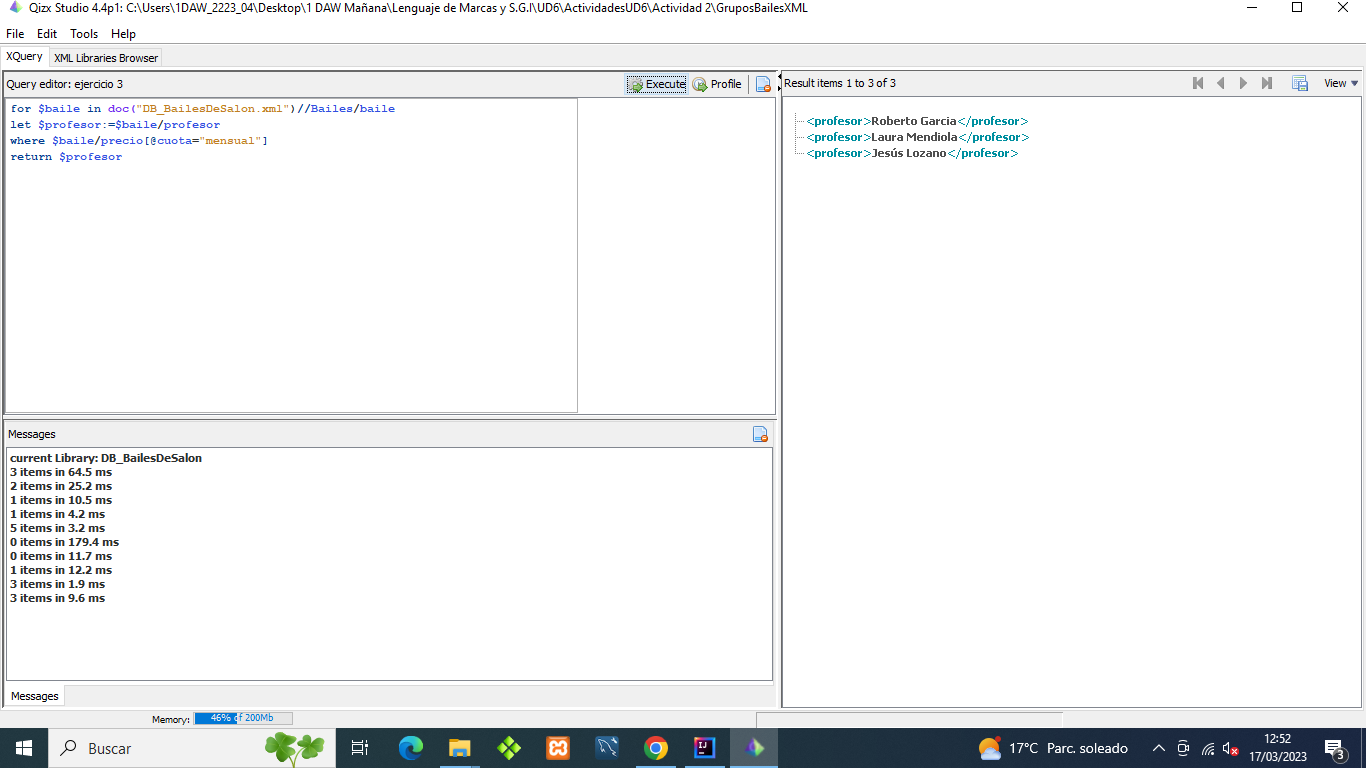 Qizx Studio 4.4p1: C:\Users\1DAW_2223_04\Desktop\1 DAW Mañana\Lenguaje de Marcas y S.G.I\UD6\ActividadesUD6\Actividad 2\GruposBailesXML
File Edit Tools Help
XQuery XML Libraries Browser
Query editor: ejercicio 3 Execute Profile
for $baile in doc("DB_BailesDeSalon.xml")//Bailes/baile
let $profesor:=$baile/profesor
where $baile/precio[@cuota="mensual"]
return $profesor
Result items 1 to 3 of 3 View
<profesor>Roberto Garcia</profesor>
<profesor>Laura Mendiola</profesor>
<profesor>Jesús Lozano</profesor>
Messages
current Library: DB_BailesDeSalon
3 items in 64.5 ms
2 items in 25.2 ms
1 items in 10.5 ms
1 items in 4.2 ms
5 items in 3.2 ms
0 items in 179.4 ms
0 items in 11.7 ms
1 items in 12.2 ms
3 items in 1.9 ms
3 items in 9.6 ms
Messages
Memory: 46% of 200Mb
Buscar
IJ
17°C Parc. soleado
12:52
17/03/2023
3